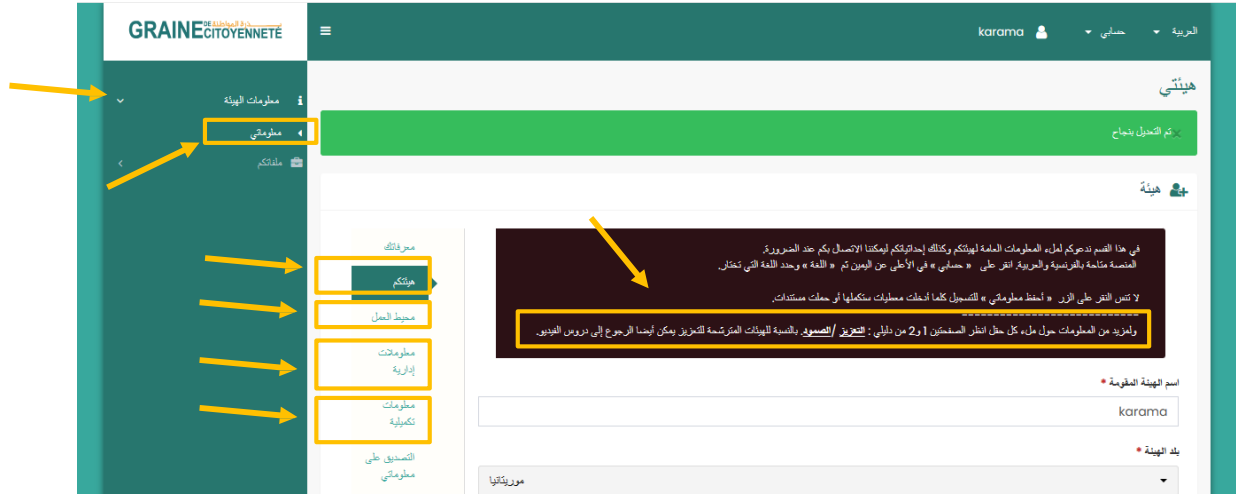 GRAINE DE CITOYENNETÉ
بـــــذرة المواطنة
karama
حسابي
العربية
معلومات الهيئة
معلوماتي
ملفاتكم
هيئتي
× تم التعديل بنجاح
هيئة
معرفاتك
هيئتكم
محيط العمل
معلوملات
إدارية
معلومات
تكميلية
التصديق على
معلوماتي
في هذا القسم ندعوكم لملء المعلومات العامة لهيئتكم وكذلك إحداثياتكم ليمكننا الاتصال بكم عند الضرورة.
المنصة متاحة بالفرنسية والعربية. انقر على « حسابي » في الأعلى عن اليمين ثم « اللغة » وحدد اللغة التي تختار.
لا تنس النقر على الزر « أحفظ معلوماتي » للتسجيل كلما أدخلت معطيات ستكملها أو حملت مستندات.
----------------------------
ولمزيد من المعلومات حول ملء كل حقل انظر الصفحتين 1 و2 من دليلي : التعزيز /الصمود. بالنسبة للهيئات المترشحة للتعزيز يمكن أيضا الرجوع إلى دروس الفيديو.
اسم الهيئة المقومة *
karama
بلد الهيئة *
موريتانيا